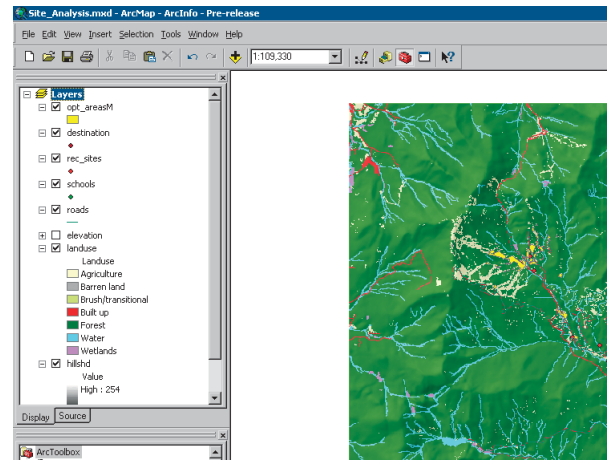 Site_Analysis.mxd - ArcMap - ArcInfo - Pre-release
File Edit View Insert Selection Tools Window Help
1:109,330
Layers
opt_areasM
destination
rec_sites
schools
roads
elevation
landuse
Landuse
Agriculture
Barren land
Brush/transitional
Built up
Forest
Water
Wetlands
hillshd
Value
High : 254
Display Source
ArcToolbox